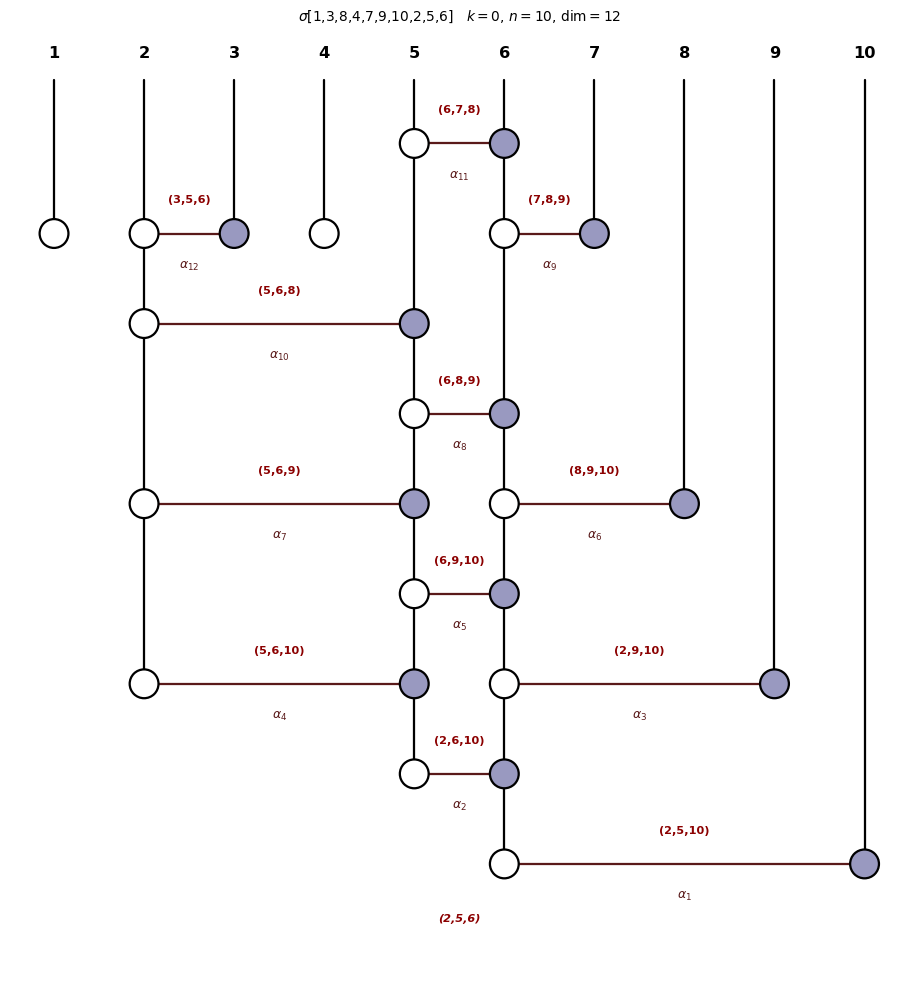 σ[1,3,8,4,7,9,10,2,5,6] k=0, n=10, dim=12
1 2 3 4 5 6 7 8 9 10
(6,7,8)
α₁₁
(3,5,6) (7,8,9)
α₁₂ α₉
(5,6,8)
α₁₀
(6,8,9)
α₈
(5,6,9) (8,9,10)
α₇ α₆
(6,9,10)
α₅
(5,6,10) (2,9,10)
α₄ α₃
(2,6,10)
α₂
(2,5,10)
α₁
(2,5,6)